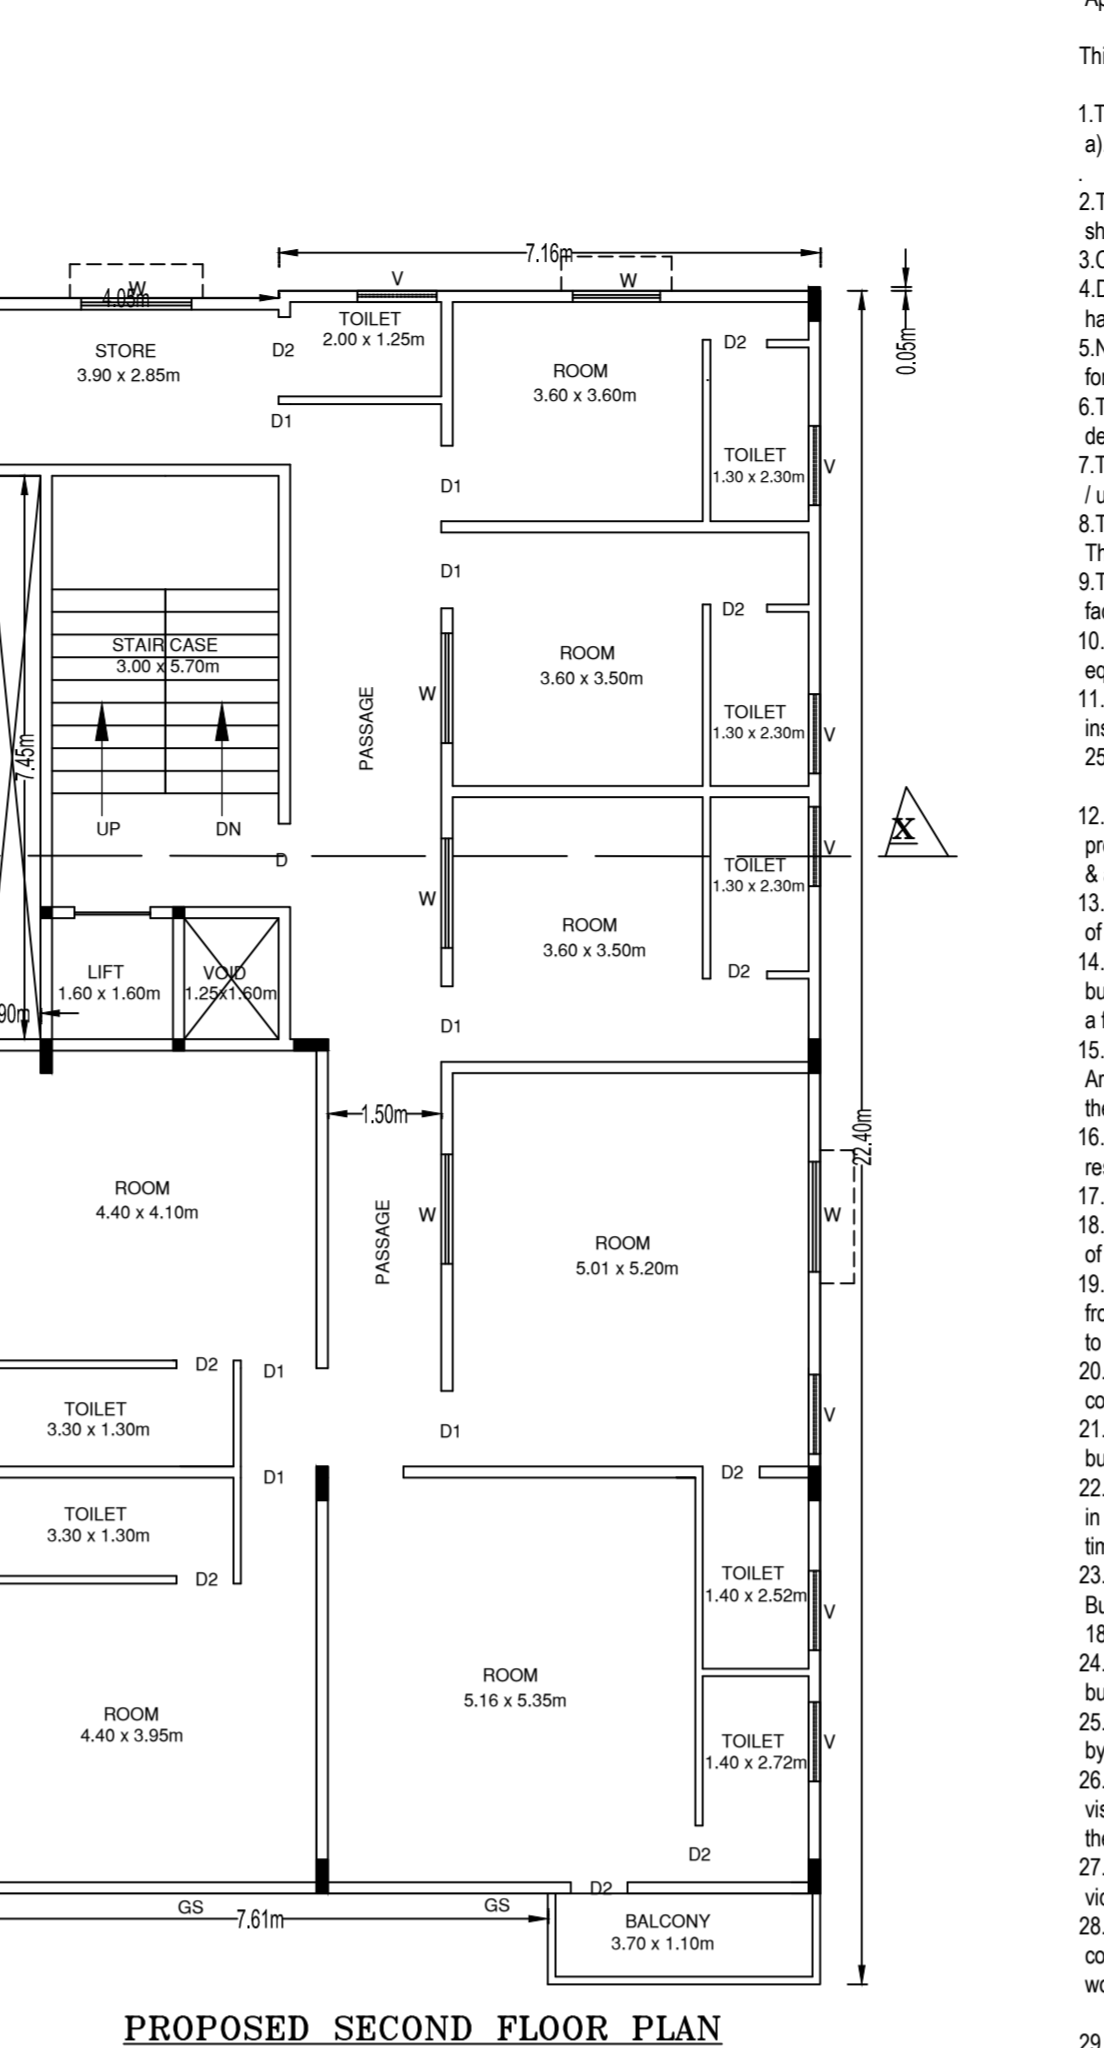 7.16m
W
4.05m
V
W
0.05m
STORE
3.90 x 2.85m
D2
TOILET
2.00 x 1.25m
D1
ROOM
3.60 x 3.60m
D2
TOILET
1.30 x 2.30m
V
D1
D1
STAIR CASE
3.00 x 5.70m
UP
DN
7.45m
PASSAGE
W
ROOM
3.60 x 3.50m
D2
TOILET
1.30 x 2.30m
V
D
W
ROOM
3.60 x 3.50m
TOILET
1.30 x 2.30m
V
X
D2
LIFT
1.60 x 1.60m
VOID
1.25x1.60m
90m
D1
1.50m
22.40m
ROOM
4.40 x 4.10m
PASSAGE
W
ROOM
5.01 x 5.20m
W
D2
D1
TOILET
3.30 x 1.30m
D1
V
D1
D2
TOILET
3.30 x 1.30m
D2
TOILET
1.40 x 2.52m
V
ROOM
4.40 x 3.95m
ROOM
5.16 x 5.35m
TOILET
1.40 x 2.72m
V
D2
D2
GS
7.61m
GS
BALCONY
3.70 x 1.10m
PROPOSED SECOND FLOOR PLAN
Thi
1.T
a)
.
2.T
sh
3.C
4.D
ha
5.N
for
6.T
de
7.T
/ u
8.T
Th
9.T
fac
10.
eq
11.
ins
25
12.
pre
&
13.
of
14.
bu
a f
15.
Ar
the
16.
res
17.
18.
of
19.
fro
to
20.
co
21.
bu
22.
in
tim
23.
Bu
18
24.
bu
25.
by
26.
vis
the
27.
vic
28.
co
wo
29